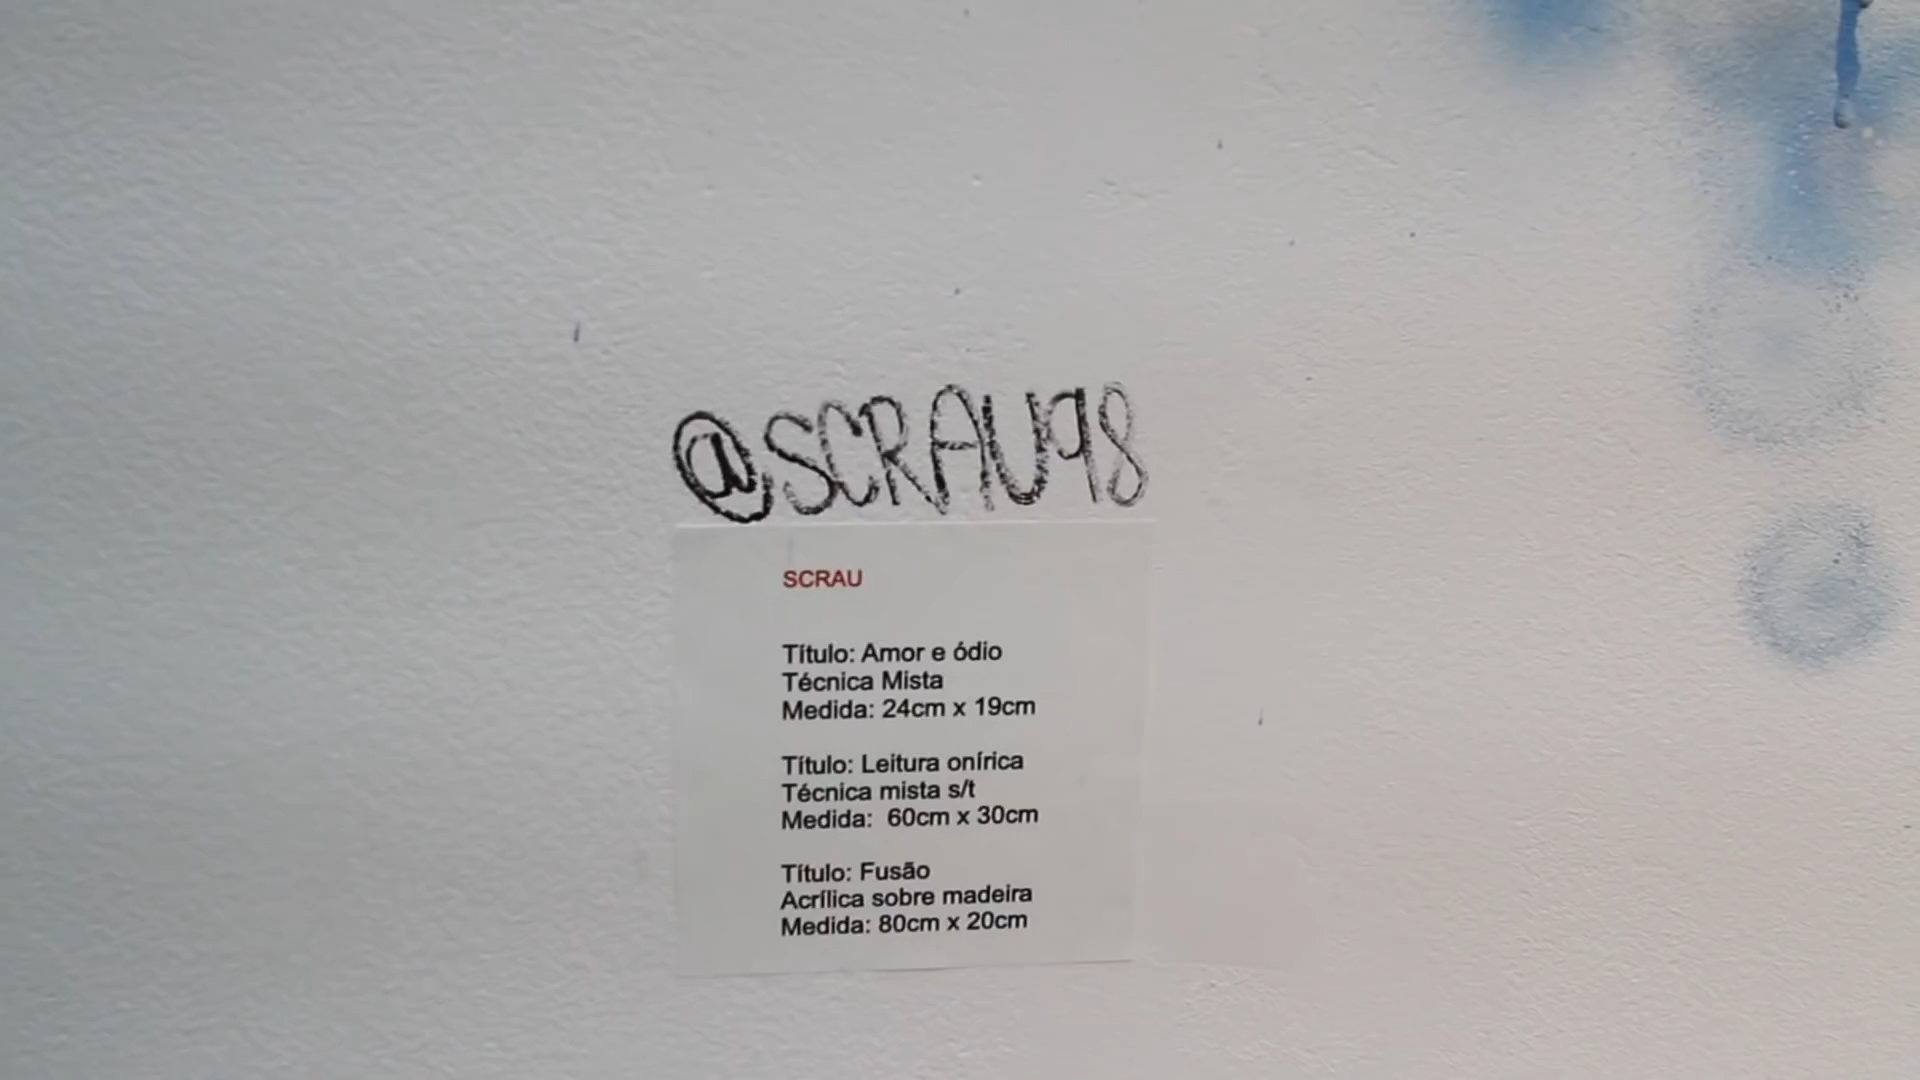 @SCRAU98
SCRAU
Título: Amor e ódio
Técnica Mista
Medida: 24cm x 19cm
Título: Leitura onírica
Técnica mista s/t
Medida: 60cm x 30cm
Título: Fusão
Acrílica sobre madeira
Medida: 80cm x 20cm